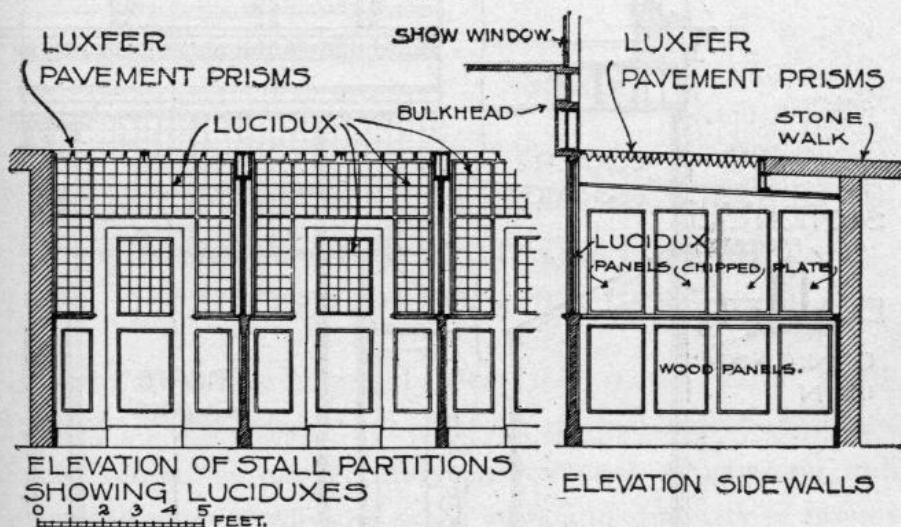 LUXFER
PAVEMENT PRISMS
LUCIDUX
SHOW WINDOW
BULKHEAD
LUXFER
PAVEMENT PRISMS
STONE
WALK
LUCIDUX
PANELS (CHIPPED PLATE)
WOOD PANELS.
ELEVATION OF STALL PARTITIONS
SHOWING LUCIDUXES
0 1 2 3 4 5 FEET.
ELEVATION SIDE WALLS